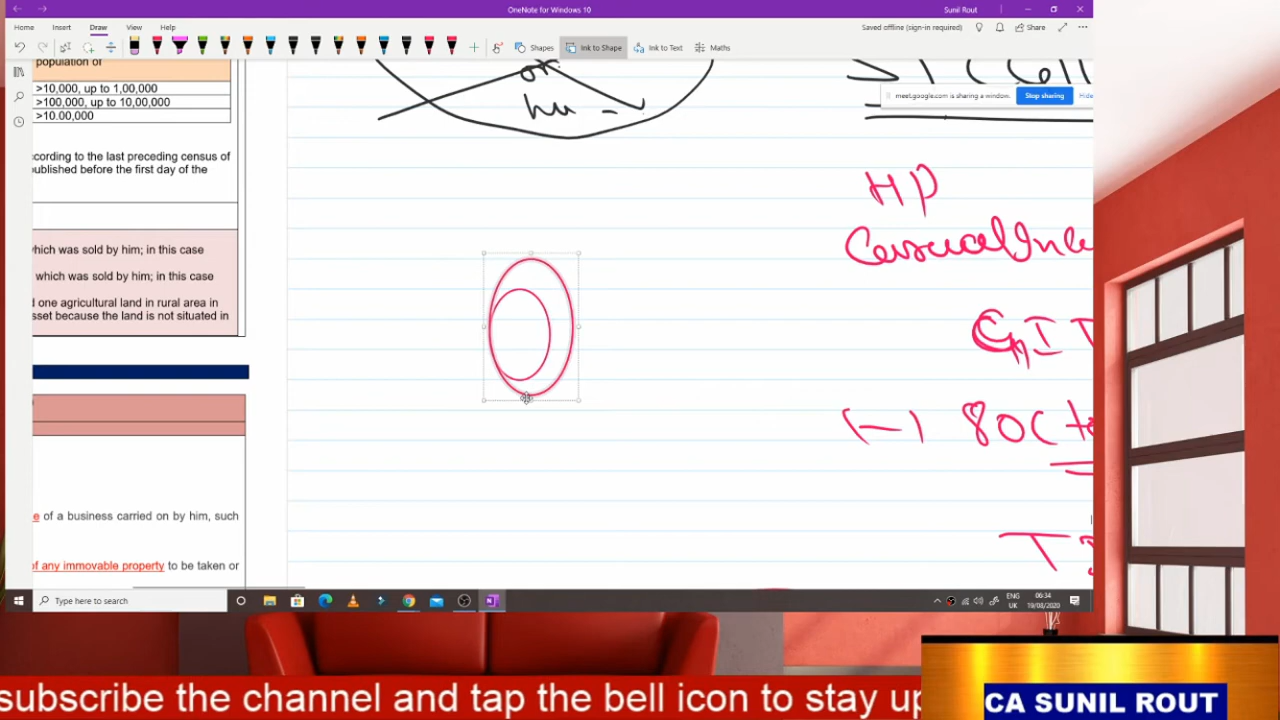 OneNote for Windows 10
Sunil Rout
Home Insert Draw View Help
Saved offline (sign-in required)
Share
Shapes
Ink to Shape
Ink to Text
Maths
population of
>10,000, up to 1,00,000
>100,000, up to 10,00,000
>10.00,000
ccording to the last preceding census of
ublished before the first day of the
which was sold by him; in this case
which was sold by him; in this case
d one agricultural land in rural area in
sset because the land is not situated in
e of a business carried on by him, such
of any immovable property to be taken or
or
meet.google.com is sharing a window.
Stop sharing
Hide
HP
GI
(-) 80C
Type here to search
ENG
UK
06:34
19/08/2020
subscribe the channel and tap the bell icon to stay up
CA SUNIL ROUT